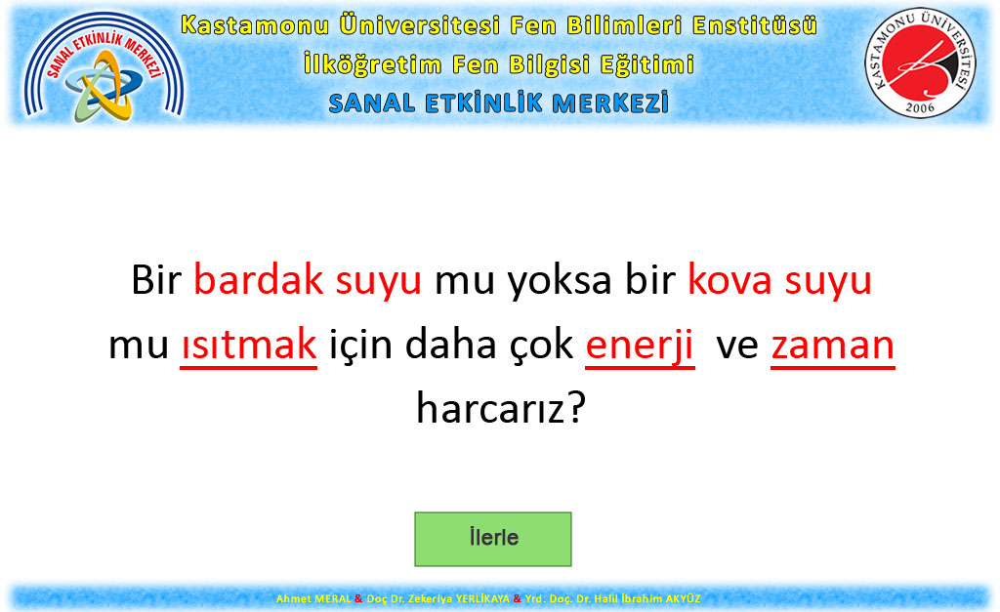 Kastamonu Üniversitesi Fen Bilimleri Enstitüsü
İlköğretim Fen Bilgisi Eğitimi
SANAL ETKİNLİK MERKEZİ
SANAL ETKİNLİK MERKEZİ
KASTAMONU ÜNİVERSİTESİ
2006
Bir bardak suyu mu yoksa bir kova suyu
mu ısıtmak için daha çok enerji ve zaman
harcarız?
İlerle
Ahmet MERAL & Doç Dr. Zekeriya YERLİKAYA & Yrd. Doç. Dr. Halil İbrahim AKYÜZ